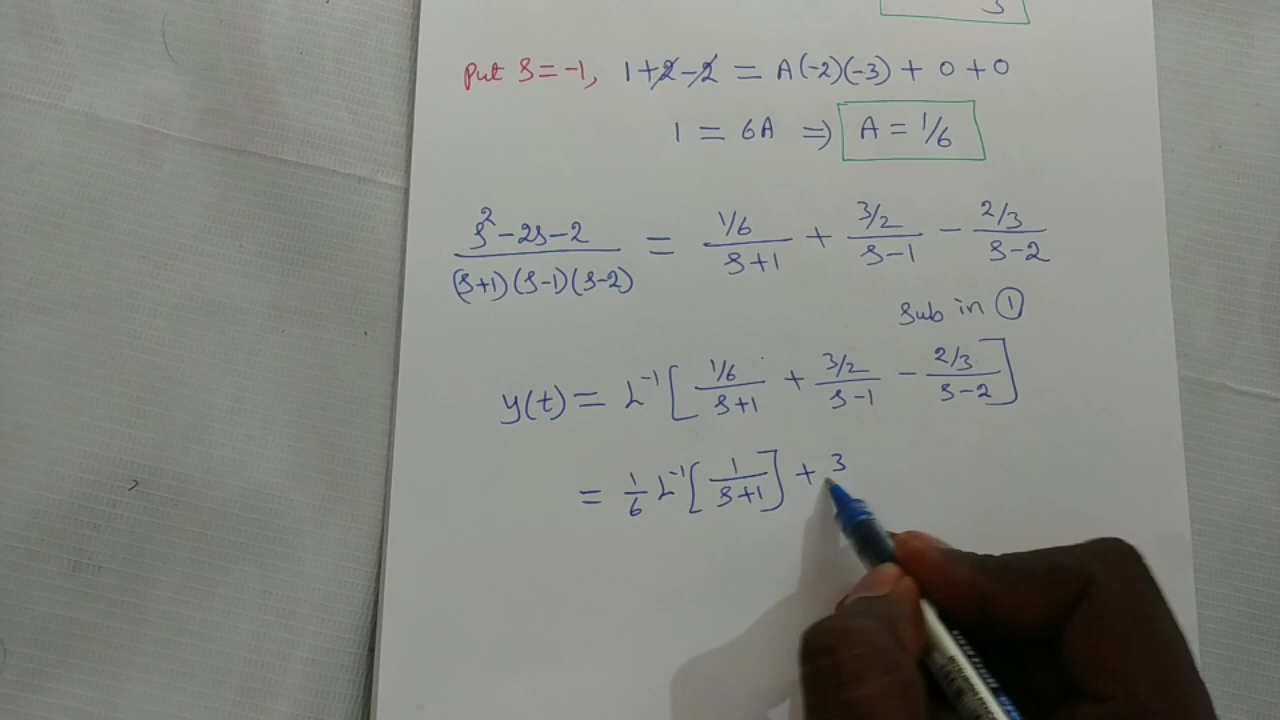 3
Put s = -1, 1+2-2 = A(-2)(-3) + 0 + 0
1 = 6A ⇒ A = 1/6
s²-2s-2 / (s+1)(s-1)(s-2) = 1/6 / s+1 + 3/2 / s-1 - 2/3 / s-2
Sub in ①
y(t) = L⁻¹[ 1/6 / s+1 + 3/2 / s-1 - 2/3 / s-2 ]
= 1/6 L⁻¹[ 1 / s+1 ] + 3